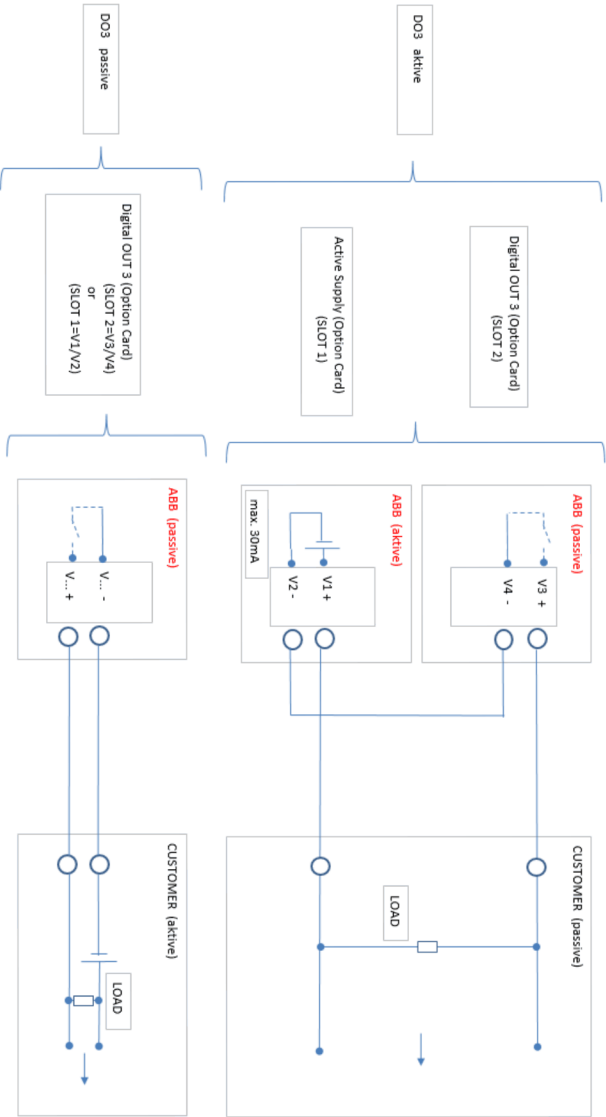 DO3 aktive
Digital OUT 3 (Option Card)
(SLOT 2)
Active Supply (Option Card)
(SLOT 1)
ABB (passive)
V3 +
V4 -
ABB (aktive)
V1 +
V2 -
max. 30mA
CUSTOMER (passive)
LOAD
DO3 passive
Digital OUT 3 (Option Card)
(SLOT 2=V3/V4)
or
(SLOT 1=V1/V2)
ABB (passive)
V... -
V... +
CUSTOMER (aktive)
LOAD